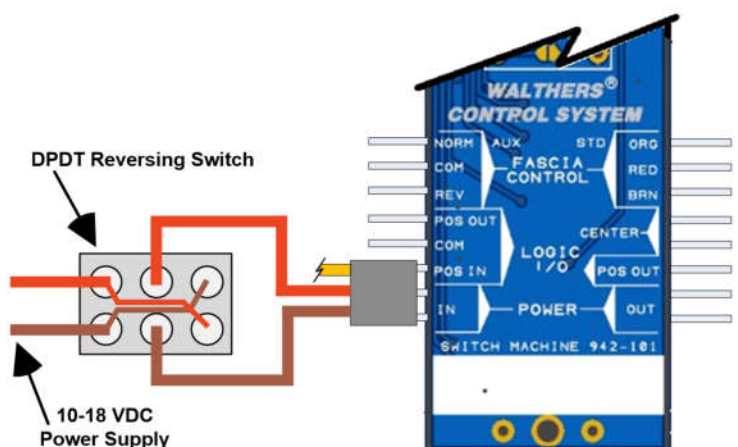 DPDT Reversing Switch
10-18 VDC
Power Supply
WALTHERS®
CONTROL SYSTEM
NORM AUX STD ORG
COM FASCIA RED
CONTROL
REV BRN
POS OUT
CENTER
COM LOGIC
I/O
POS IN POS OUT
IN POWER OUT
SWITCH MACHINE 942-101